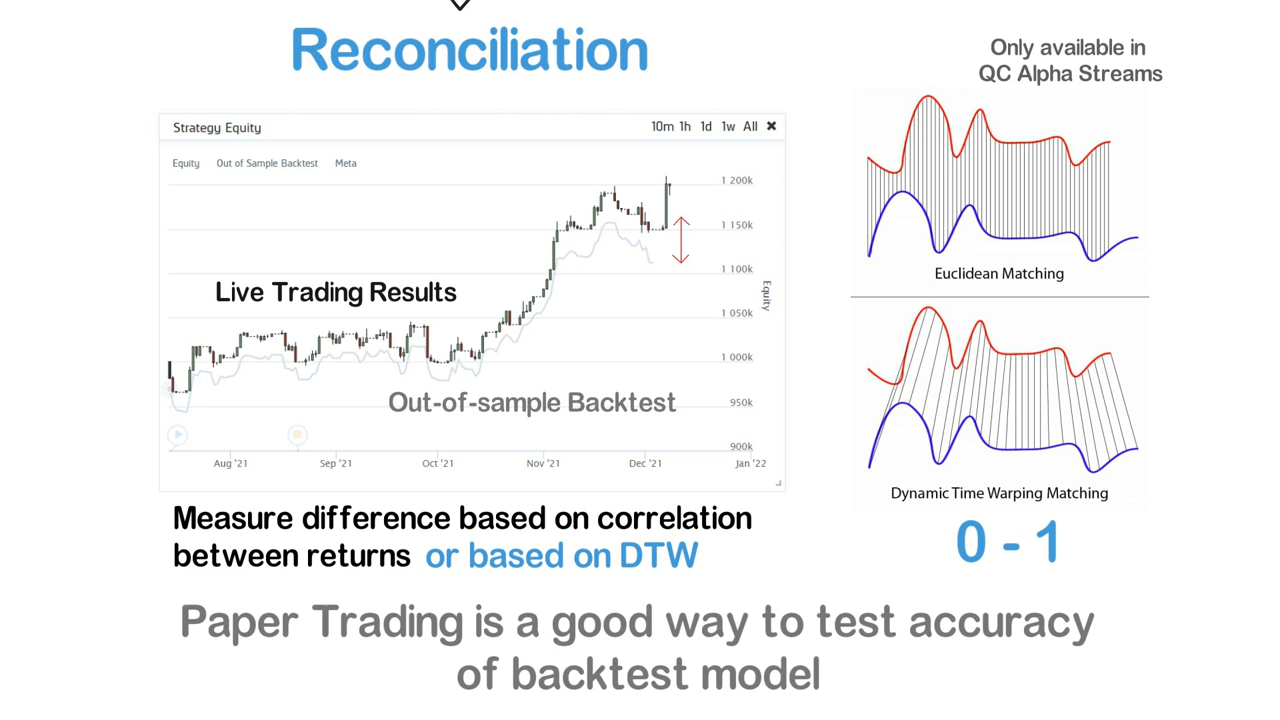 Reconciliation
Only available in
QC Alpha Streams
Strategy Equity
10m 1h 1d 1w All ✖
Equity Out of Sample Backtest Meta
1 200k
1 150k
1 100k
1 050k
1 000k
950k
900k
Equity
Live Trading Results
Out-of-sample Backtest
Aug '21 Sep '21 Oct '21 Nov '21 Dec '21 Jan '22
Euclidean Matching
Dynamic Time Warping Matching
0 - 1
Measure difference based on correlation
between returns or based on DTW
Paper Trading is a good way to test accuracy
of backtest model